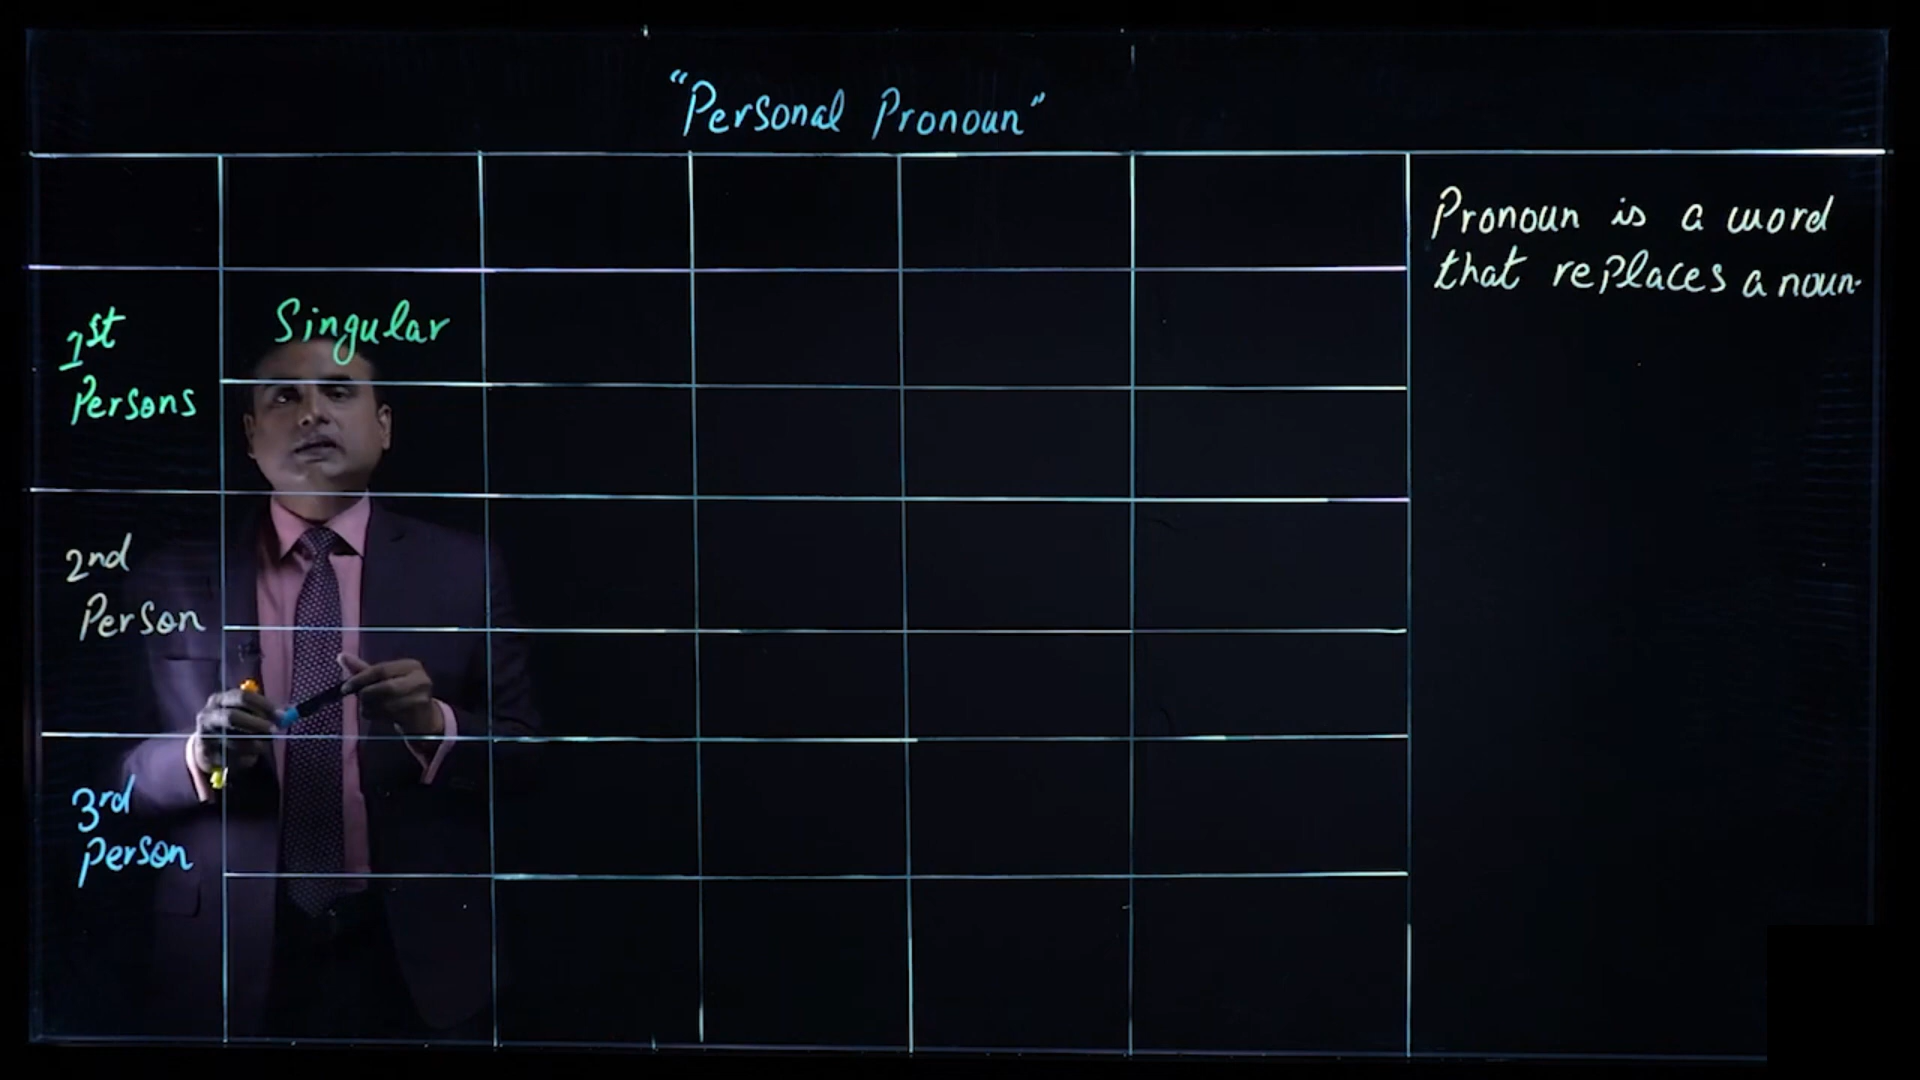 "Personal Pronoun"
Pronoun is a word
that replaces a noun.
1st
Persons
Singular
2nd
Person
3rd
Person